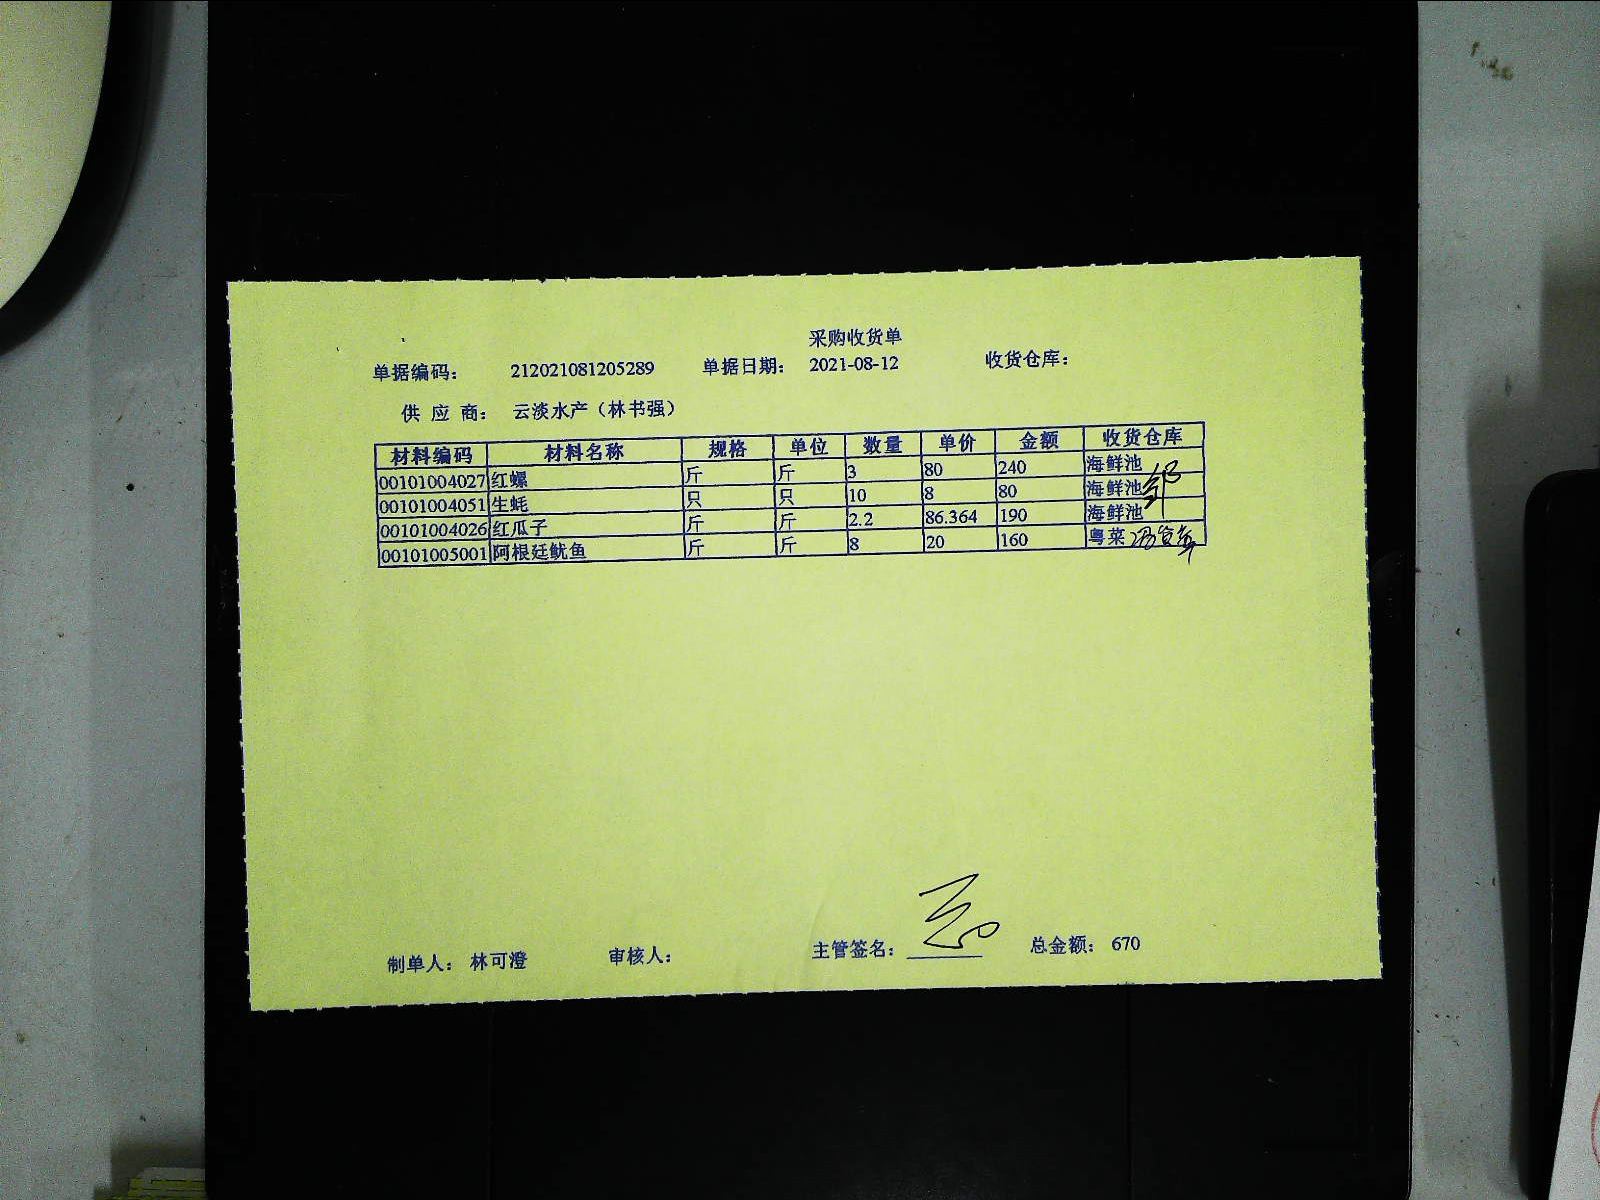 采购收货单
单据编码： 212021081205289 单据日期： 2021-08-12 收货仓库：
供 应 商： 云淡水产（林书强）
材料编码 材料名称 规格 单位 数量 单价 金额 收货仓库
00101004027 红螺 斤 斤 3 80 240 海鲜池
00101004051 生蚝 只 只 10 8 80 海鲜池
00101004026 红瓜子 斤 斤 2.2 86.364 190 海鲜池
00101005001 阿根廷鱿鱼 斤 斤 8 20 160 粤菜
制单人： 林可澄 审核人： 主管签名： 总金额： 670